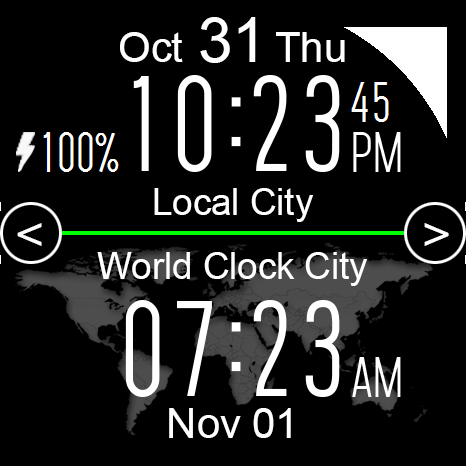 Oct 31 Thu
10:23 45
100% PM
Local City
< >
World Clock City
07:23 AM
Nov 01